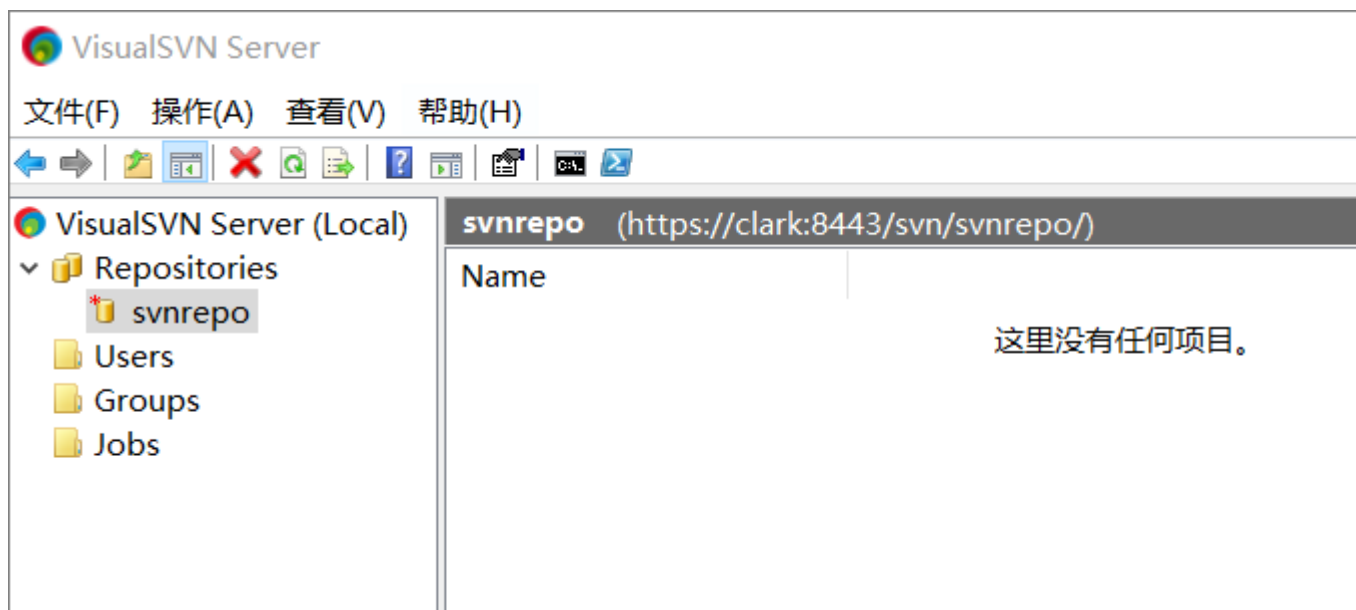 VisualSVN Server
文件(F) 操作(A) 查看(V) 帮助(H)
VisualSVN Server (Local)
Repositories
svnrepo
Users
Groups
Jobs
svnrepo (https://clark:8443/svn/svnrepo/)
Name
这里没有任何项目。